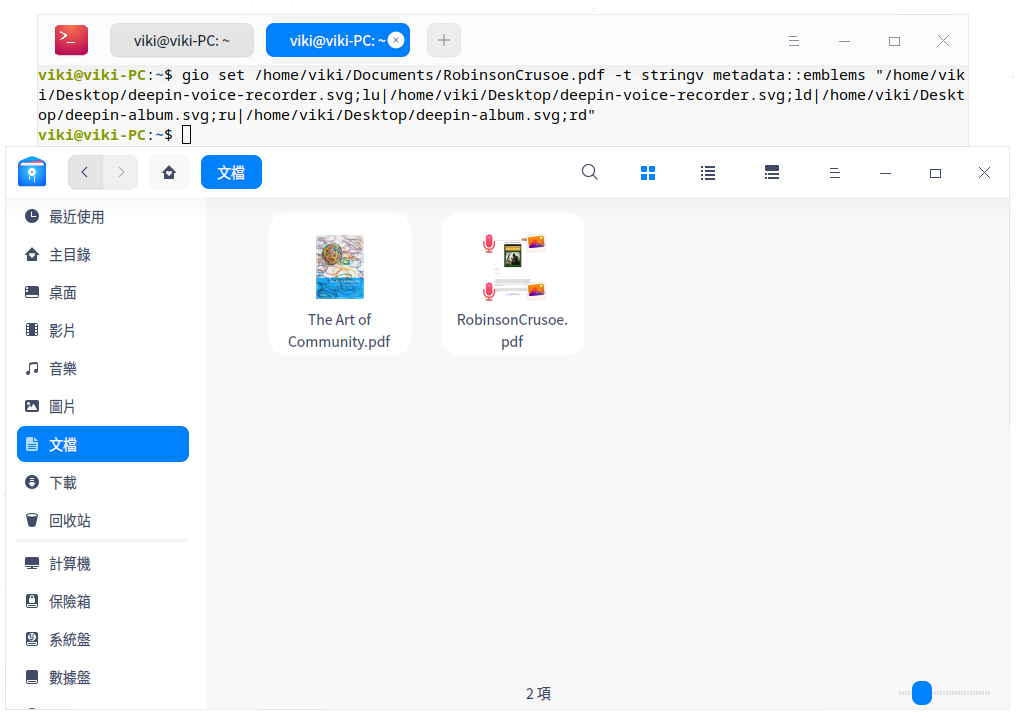 viki@viki-PC: ~
viki@viki-PC: ~
viki@viki-PC:~$ gio set /home/viki/Documents/RobinsonCrusoe.pdf -t stringv metadata::emblems "/home/vik
i/Desktop/deepin-voice-recorder.svg;lu|/home/viki/Desktop/deepin-voice-recorder.svg;ld|/home/viki/Deskt
op/deepin-album.svg;ru|/home/viki/Desktop/deepin-album.svg;rd"
viki@viki-PC:~$
文檔
最近使用
主目錄
桌面
影片
音樂
圖片
文檔
下載
回收站
計算機
保險箱
系統盤
數據盤
The Art of
Community.pdf
RobinsonCrusoe.
pdf
2 項